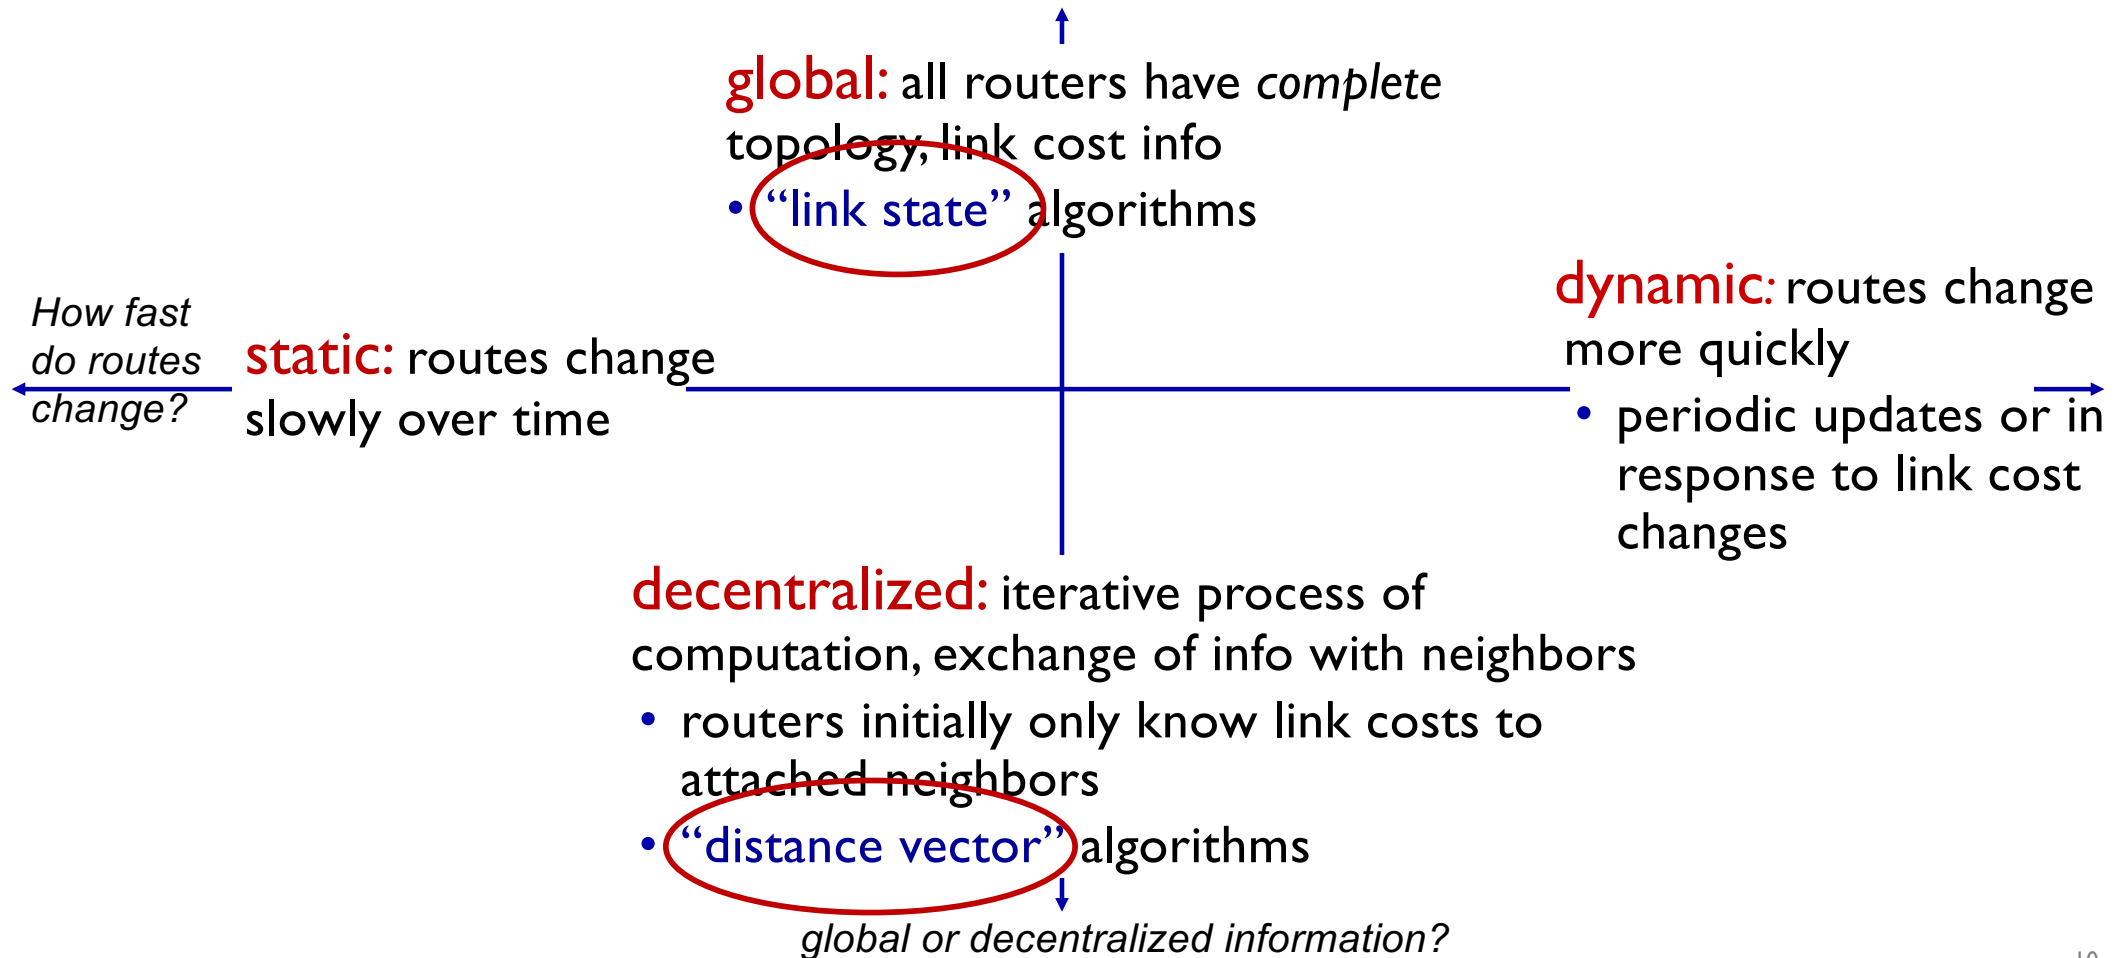 global: all routers have complete
topology, link cost info
• “link state” algorithms
How fast
do routes
change?
static: routes change
slowly over time
dynamic: routes change
more quickly
• periodic updates or in
response to link cost
changes
decentralized: iterative process of
computation, exchange of info with neighbors
• routers initially only know link costs to
attached neighbors
• “distance vector” algorithms
global or decentralized information?